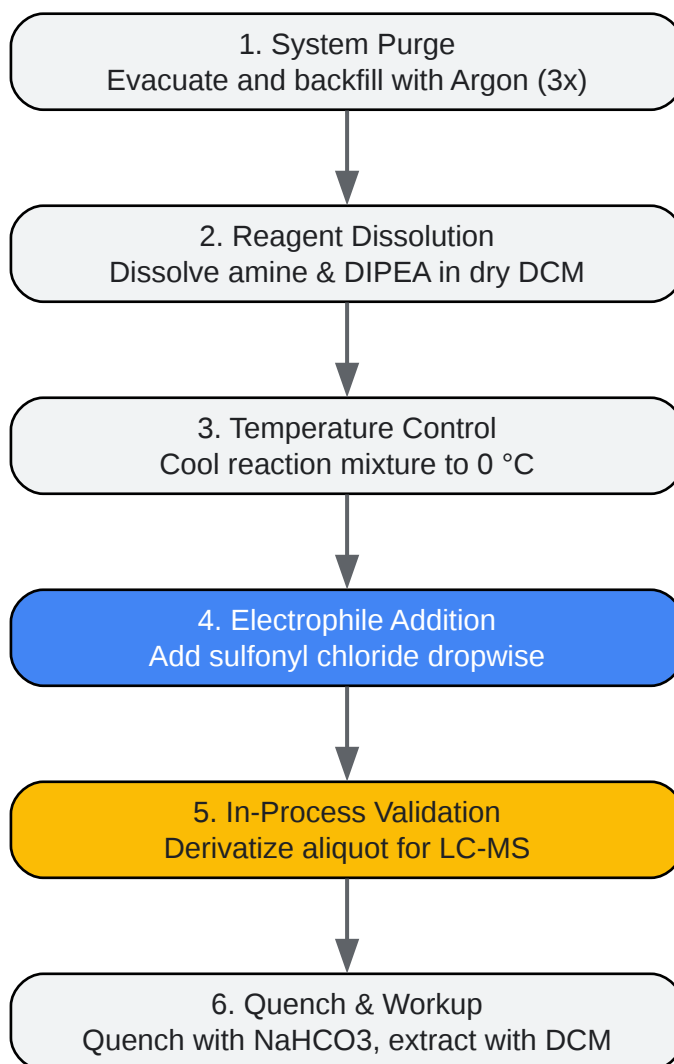 1. System Purge
Evacuate and backfill with Argon (3x)
2. Reagent Dissolution
Dissolve amine & DIPEA in dry DCM
3. Temperature Control
Cool reaction mixture to 0 °C
4. Electrophile Addition
Add sulfonyl chloride dropwise
5. In-Process Validation
Derivatize aliquot for LC-MS
6. Quench & Workup
Quench with NaHCO3, extract with DCM